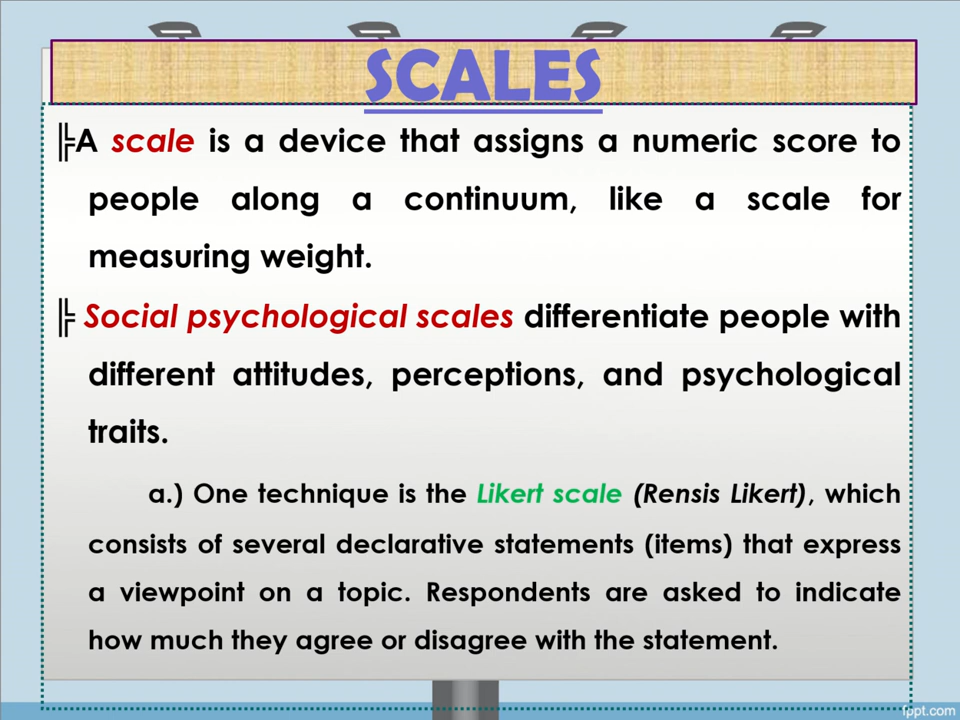 SCALES
╠A scale is a device that assigns a numeric score to
people along a continuum, like a scale for
measuring weight.
╠ Social psychological scales differentiate people with
different attitudes, perceptions, and psychological
traits.
a.) One technique is the Likert scale (Rensis Likert), which
consists of several declarative statements (items) that express
a viewpoint on a topic. Respondents are asked to indicate
how much they agree or disagree with the statement.
fppt.com